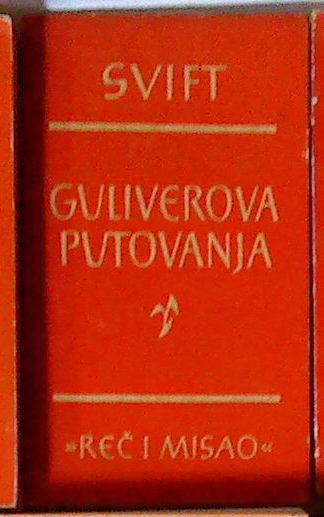 SVIFT
GULIVEROVA
PUTOVANJA
»REČ I MISAO«